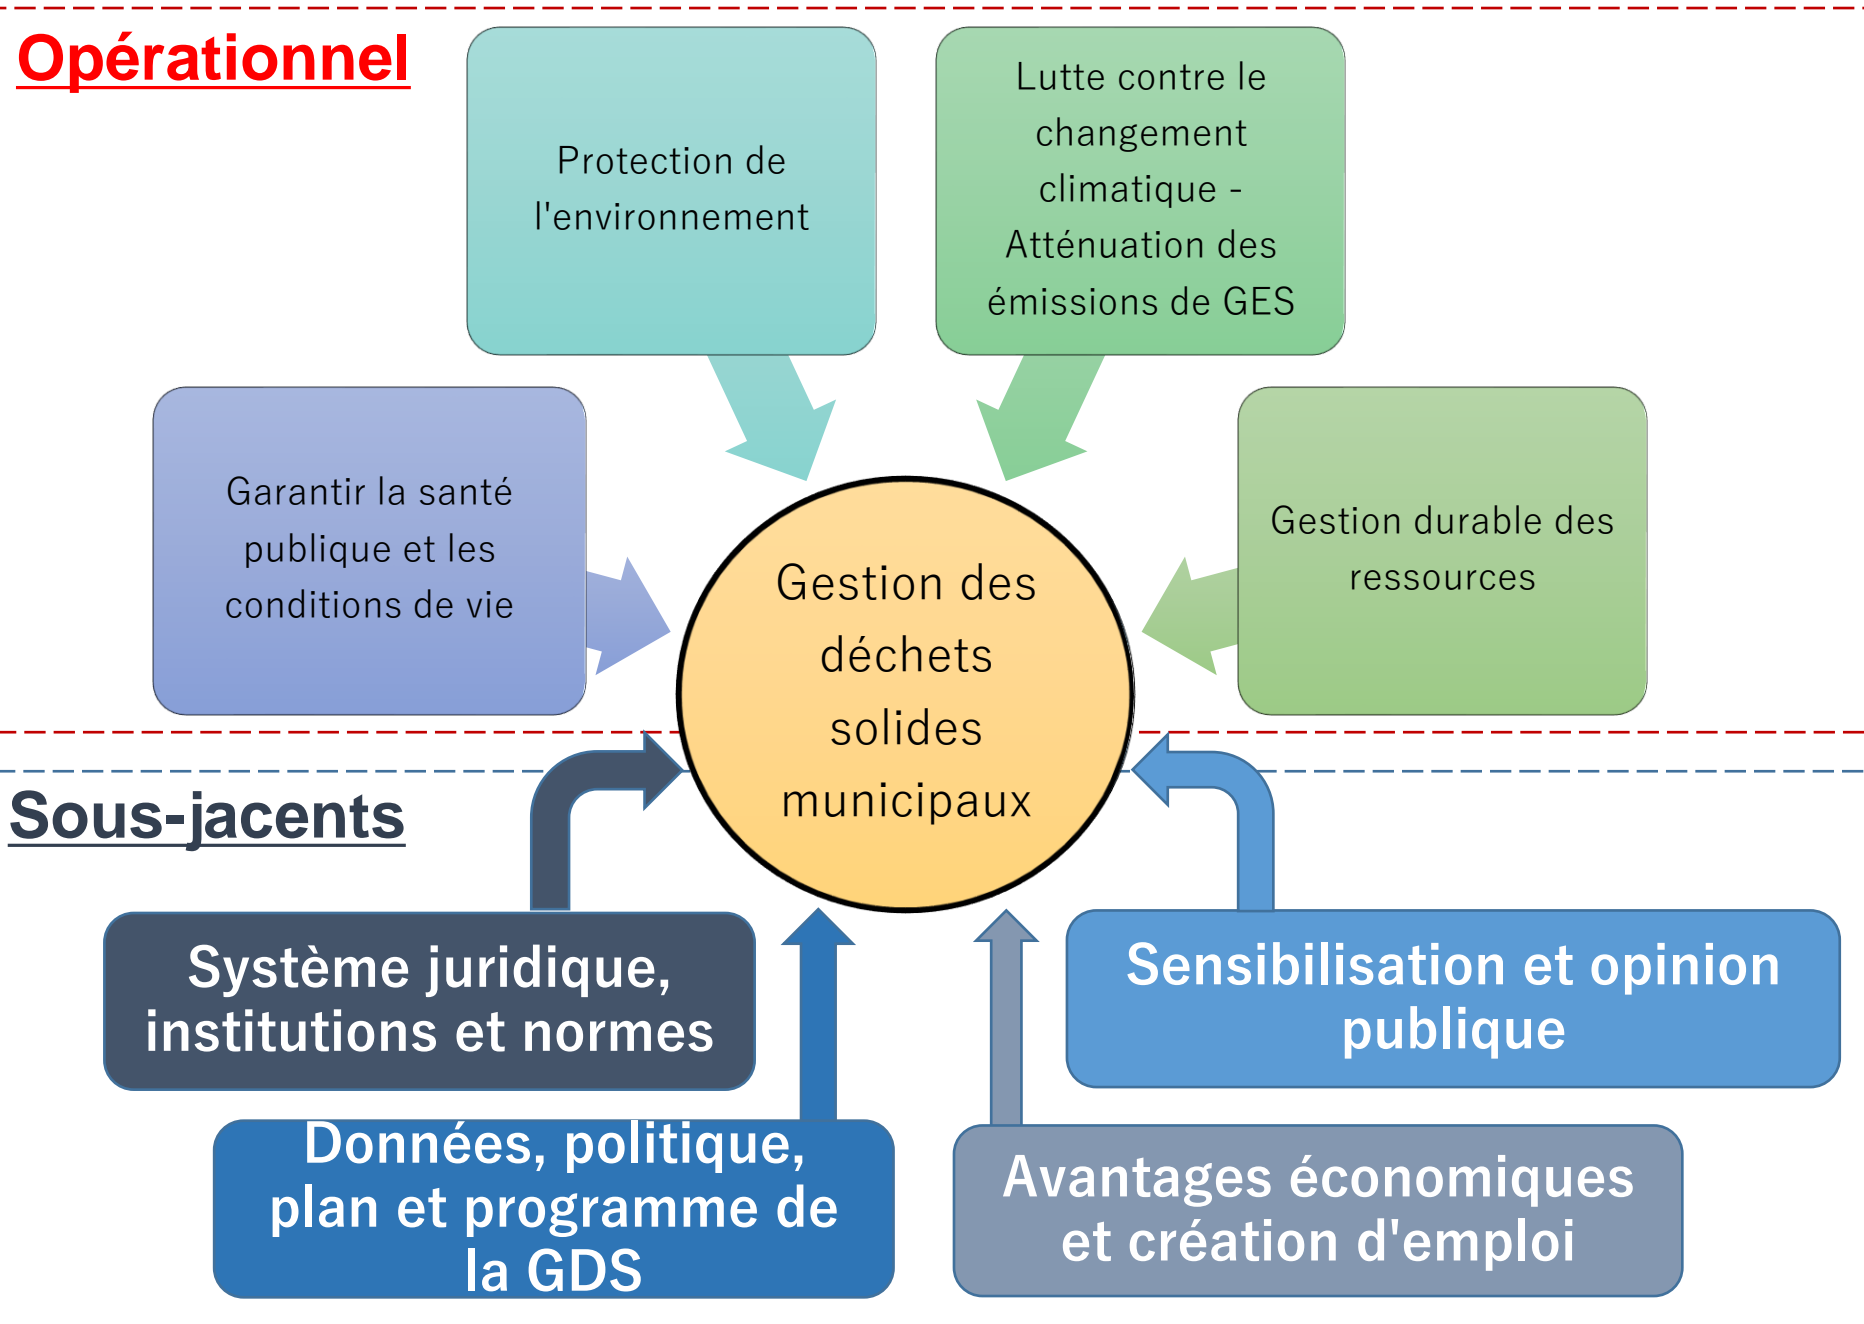 Opérationnel
Protection de
l'environnement
Lutte contre le
changement
climatique -
Atténuation des
émissions de GES
Garantir la santé
publique et les
conditions de vie
Gestion durable des
ressources
Gestion des
déchets
solides
municipaux
Sous-jacents
Système juridique,
institutions et normes
Sensibilisation et opinion
publique
Données, politique,
plan et programme de
la GDS
Avantages économiques
et création d'emploi